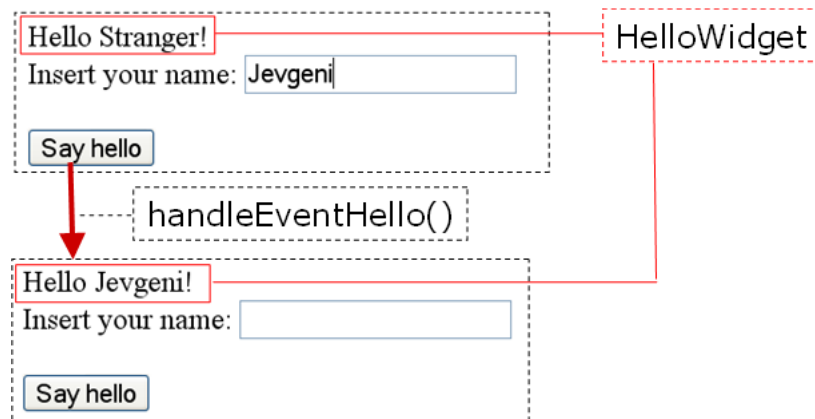 Hello Stranger!
HelloWidget
Insert your name: Jevgeni
Say hello
handleEventHello()
Hello Jevgeni!
Insert your name:
Say hello